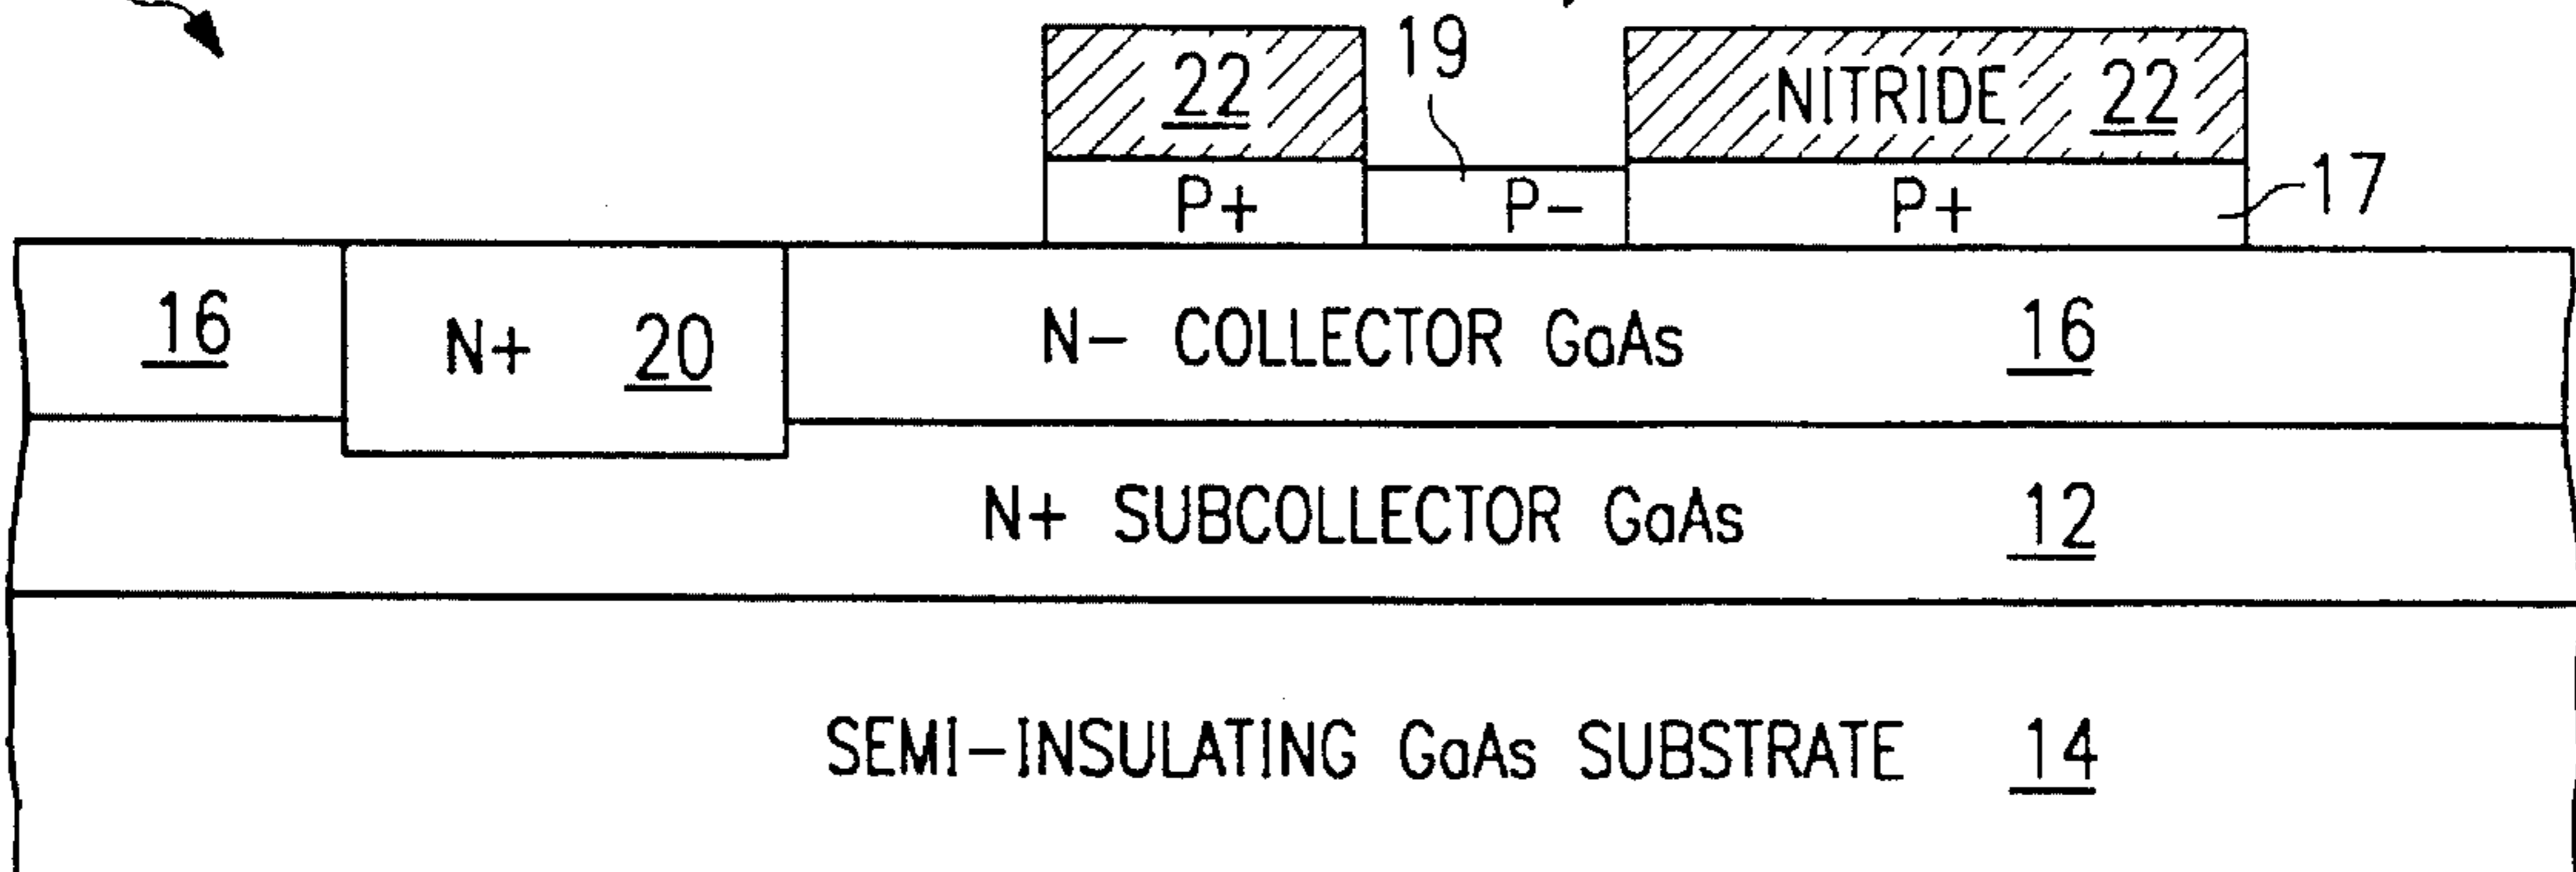 22
19
NITRIDE 22
P+
P-
P+
17
16
N+ 20
N- COLLECTOR GaAs 16
N+ SUBCOLLECTOR GaAs 12
SEMI-INSULATING GaAs SUBSTRATE 14